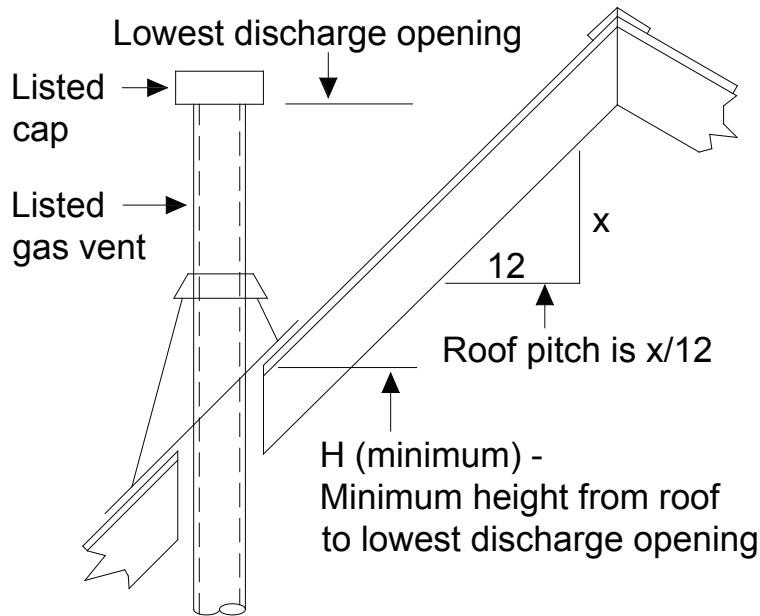 Lowest discharge opening
Listed
cap
Listed
gas vent
x
12
Roof pitch is x/12
H (minimum) -
Minimum height from roof
to lowest discharge opening